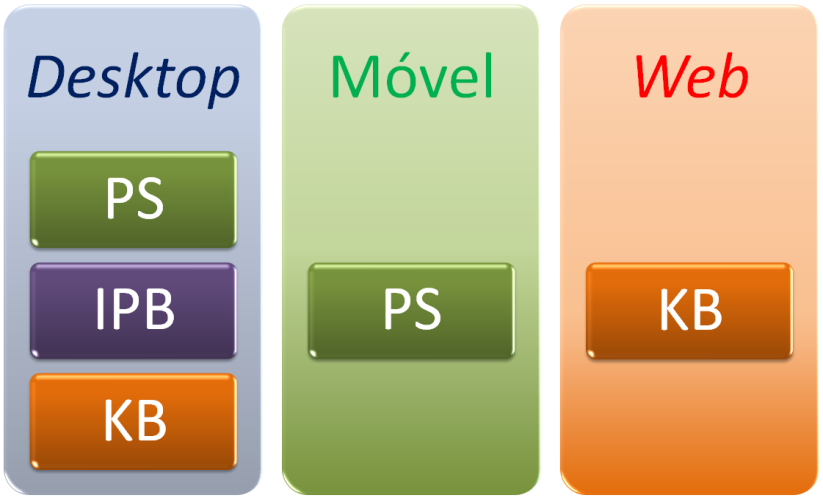 Desktop
PS
IPB
KB
Móvel
PS
Web
KB